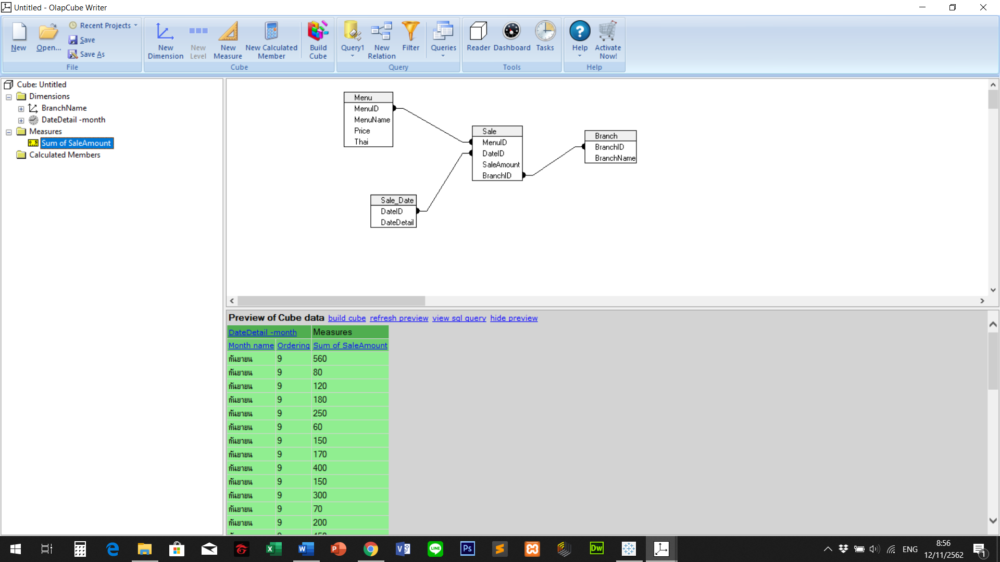 Untitled - OlapCube Writer
New
Open...
Recent Projects
Save
Save As
File
New Dimension
New Level
New Measure
New Calculated Member
Build Cube
Cube
Query1
New Relation
Filter
Queries
Query
Reader
Dashboard
Tasks
Tools
Help
Activate Now!
Help
Cube: Untitled
Dimensions
BranchName
DateDetail -month
Measures
Sum of SaleAmount
Calculated Members
Menu
MenuID
MenuName
Price
Thai
Sale
MenuID
DateID
SaleAmount
BranchID
Branch
BranchID
BranchName
Sale_Date
DateID
DateDetail
Preview of Cube data build cube refresh preview view sql query hide preview
DateDetail -month Measures
Month name Ordering Sum of SaleAmount
กันยายน 9 560
กันยายน 9 80
กันยายน 9 120
กันยายน 9 180
กันยายน 9 250
กันยายน 9 60
กันยายน 9 150
กันยายน 9 170
กันยายน 9 400
กันยายน 9 150
กันยายน 9 300
กันยายน 9 70
กันยายน 9 200
LINE
Ps
Dw
ENG
8:56
12/11/2562
1